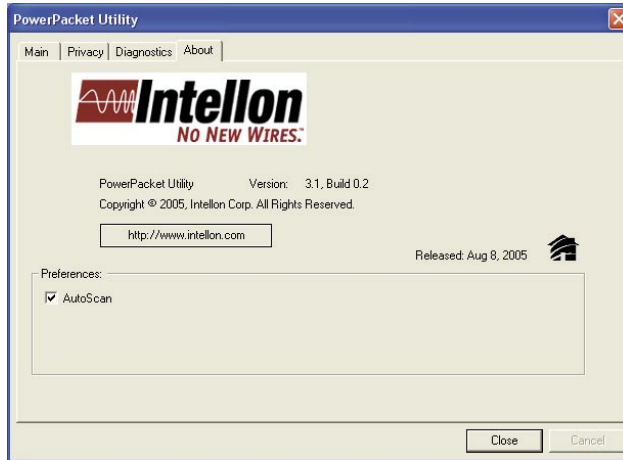 PowerPacket Utility
Main Privacy Diagnostics About
Intellon
NO NEW WIRES.™
PowerPacket Utility Version: 3.1, Build 0.2
Copyright © 2005, Intellon Corp. All Rights Reserved.
http://www.intellon.com
Released: Aug 8, 2005
Preferences:
AutoScan
Close Cancel